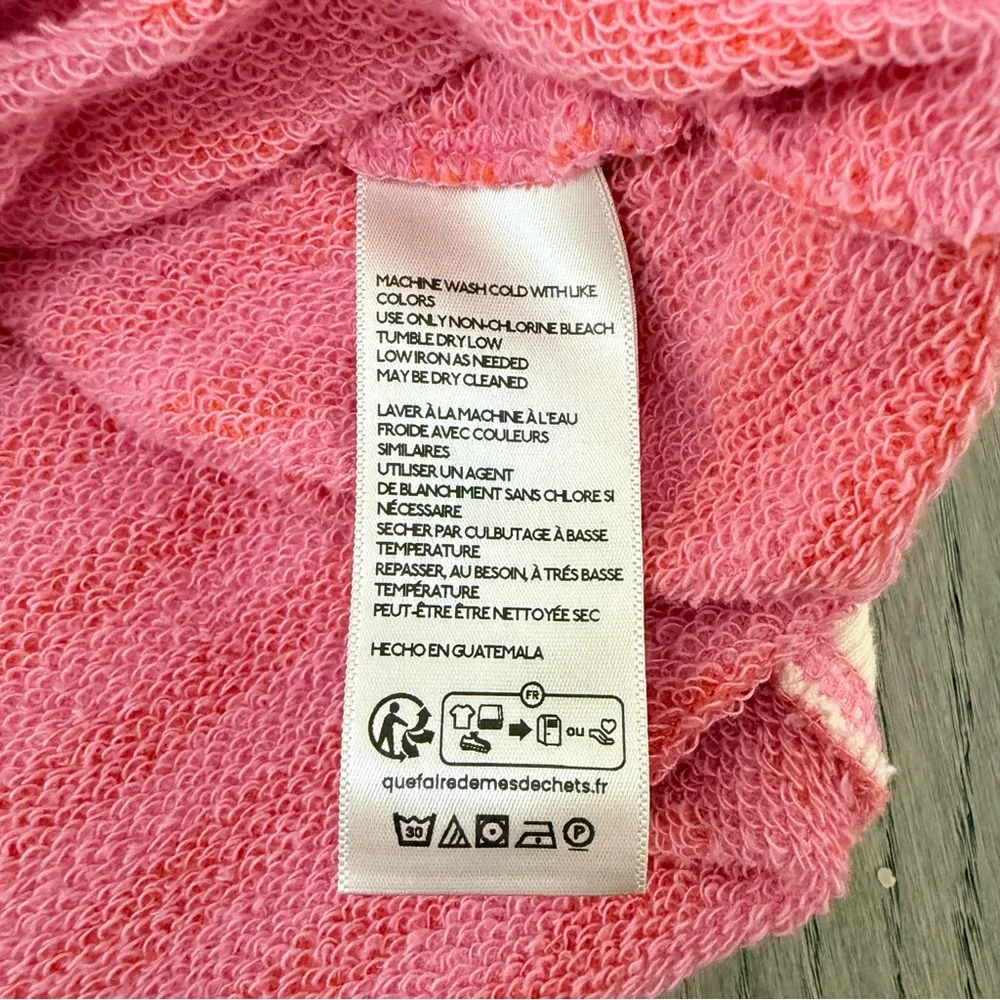 MACHINE WASH COLD WITH LIKE
COLORS
USE ONLY NON-CHLORINE BLEACH
TUMBLE DRY LOW
LOW IRON AS NEEDED
MAY BE DRY CLEANED
LAVER À LA MACHINE À L'EAU
FROIDE AVEC COULEURS
SIMILAIRES
UTILISER UN AGENT
DE BLANCHIMENT SANS CHLORE SI
NÉCESSAIRE
SECHER PAR CULBUTAGE À BASSE
TEMPERATURE
REPASSER, AU BESOIN, À TRÉS BASSE
TEMPÉRATURE
PEUT-ÊTRE ÊTRE NETTOYÉE SEC
HECHO EN GUATEMALA
FR
ou
quefairedemesdechets.fr
30 P